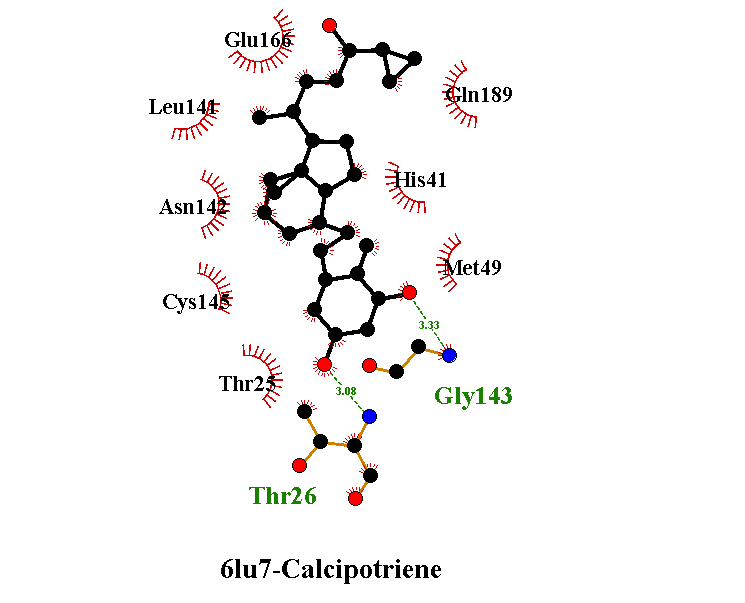 Glu166
Gln189
Leu141
His41
Asn142
Met49
Cys145
3.33
Thr25
3.08
Gly143
Thr26
6lu7-Calcipotriene